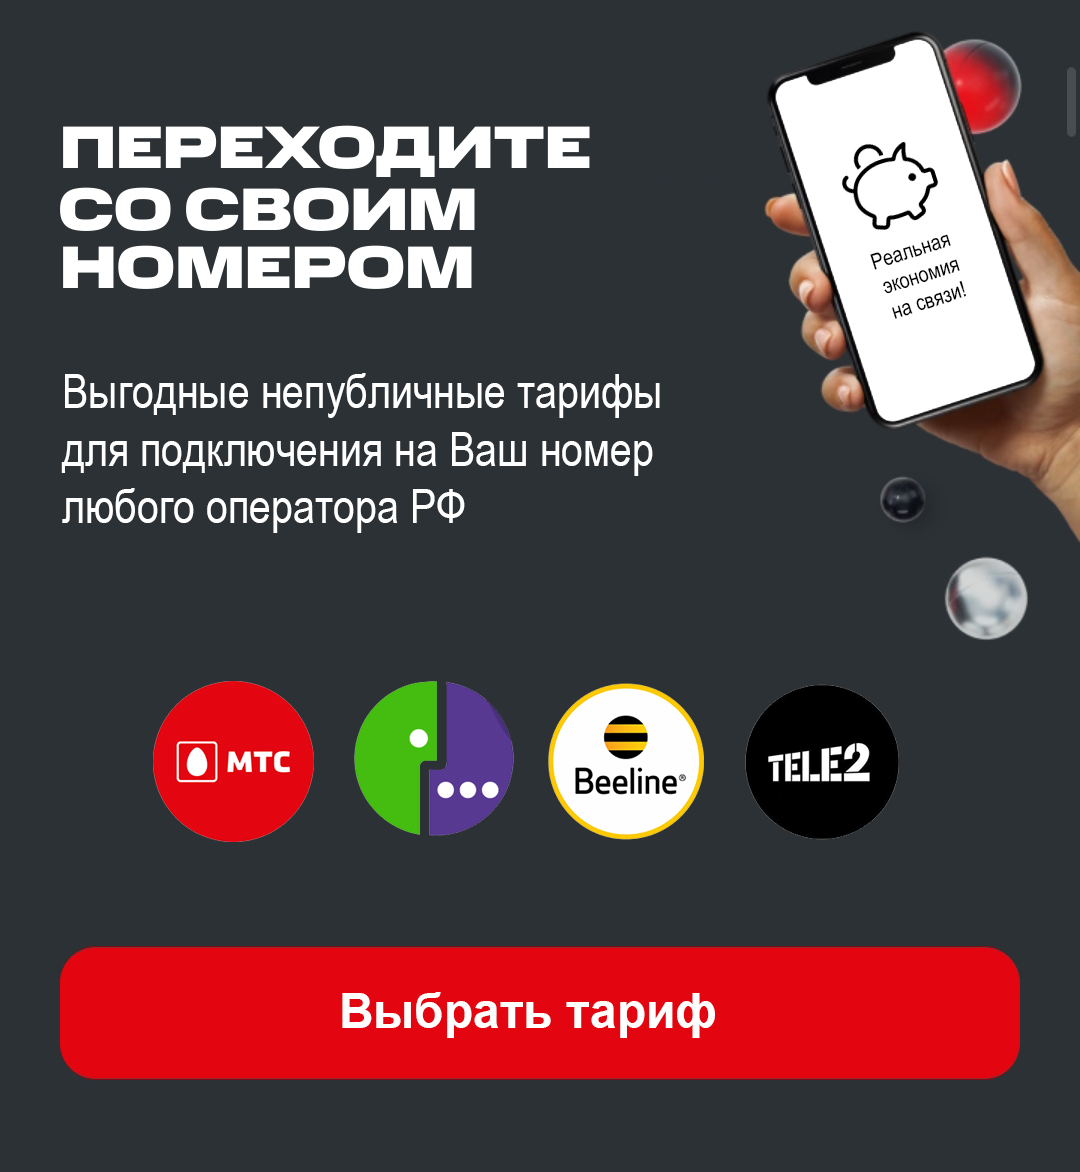 ПЕРЕХОДИТЕ
СО СВОИМ
НОМЕРОМ
Реальная
экономия
на связи!
Выгодные непубличные тарифы
для подключения на Ваш номер
любого оператора РФ
МТС
Beeline®
TELE2
Выбрать тариф